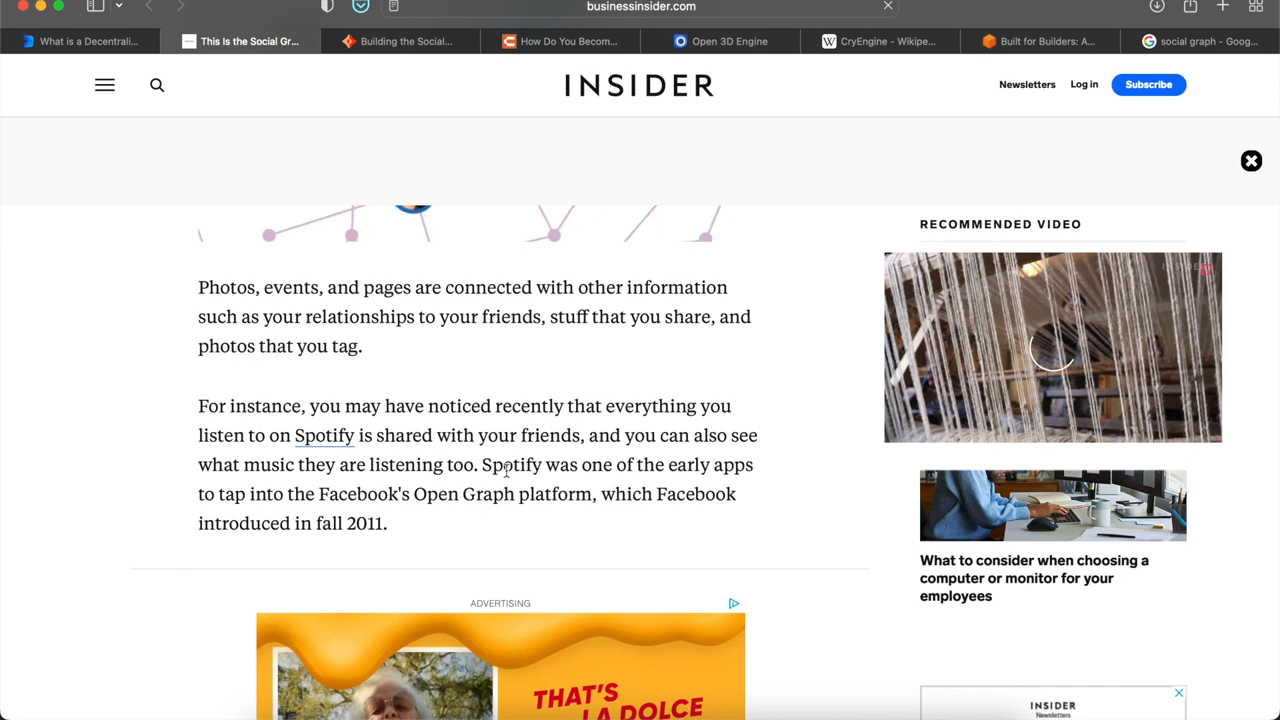 businessinsider.com
What is a Decentrali...
This Is the Social Gr...
Building the Social...
How Do You Becom...
Open 3D Engine
CryEngine - Wikipe...
Built for Builders: A...
social graph - Goog...
INSIDER
Newsletters
Log in
Subscribe
Photos, events, and pages are connected with other information
such as your relationships to your friends, stuff that you share, and
photos that you tag.
For instance, you may have noticed recently that everything you
listen to on Spotify is shared with your friends, and you can also see
what music they are listening too. Spotify was one of the early apps
to tap into the Facebook's Open Graph platform, which Facebook
introduced in fall 2011.
ADVERTISING
THAT'S
LA DOLCE
RECOMMENDED VIDEO
INSIDER
What to consider when choosing a
computer or monitor for your
employees
INSIDER
Newsletters